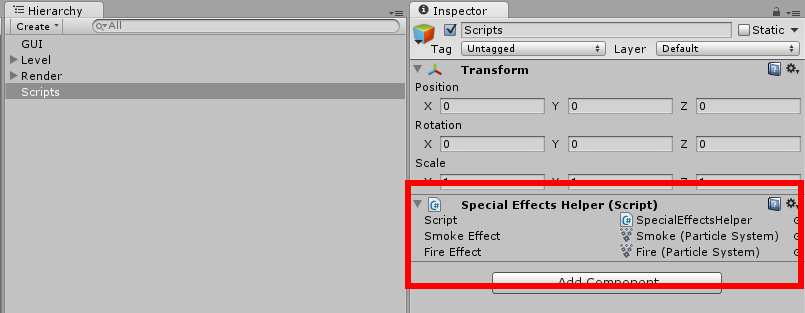 Hierarchy
Create
All
GUI
Level
Render
Scripts
Inspector
Scripts
Static
Tag Untagged Layer Default
Transform
Position
X 0 Y 0 Z 0
Rotation
X 0 Y 0 Z 0
Scale
X 1 Y 1 Z 1
Special Effects Helper (Script)
Script SpecialEffectsHelper
Smoke Effect Smoke (Particle System)
Fire Effect Fire (Particle System)
Add Component